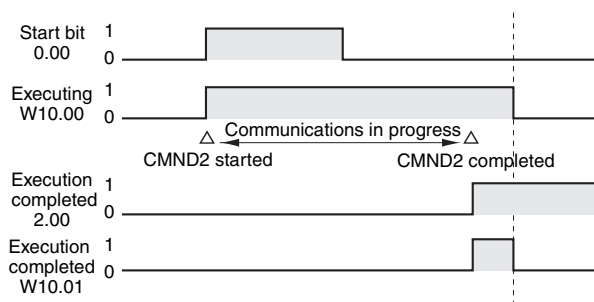 Start bit
0.00
1
0
Executing
W10.00
1
0
Communications in progress
CMND2 started
CMND2 completed
Execution
completed
2.00
1
0
Execution
completed
W10.01
1
0